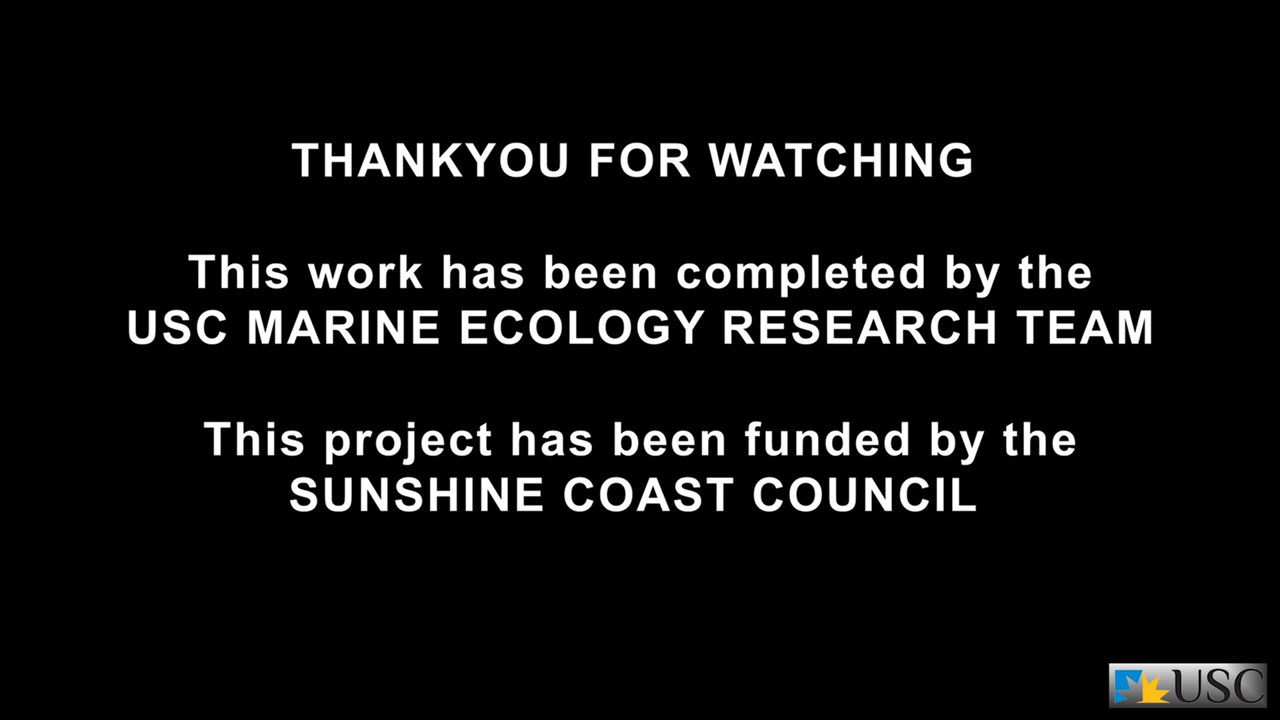 THANKYOU FOR WATCHING
This work has been completed by the
USC MARINE ECOLOGY RESEARCH TEAM
This project has been funded by the
SUNSHINE COAST COUNCIL
USC